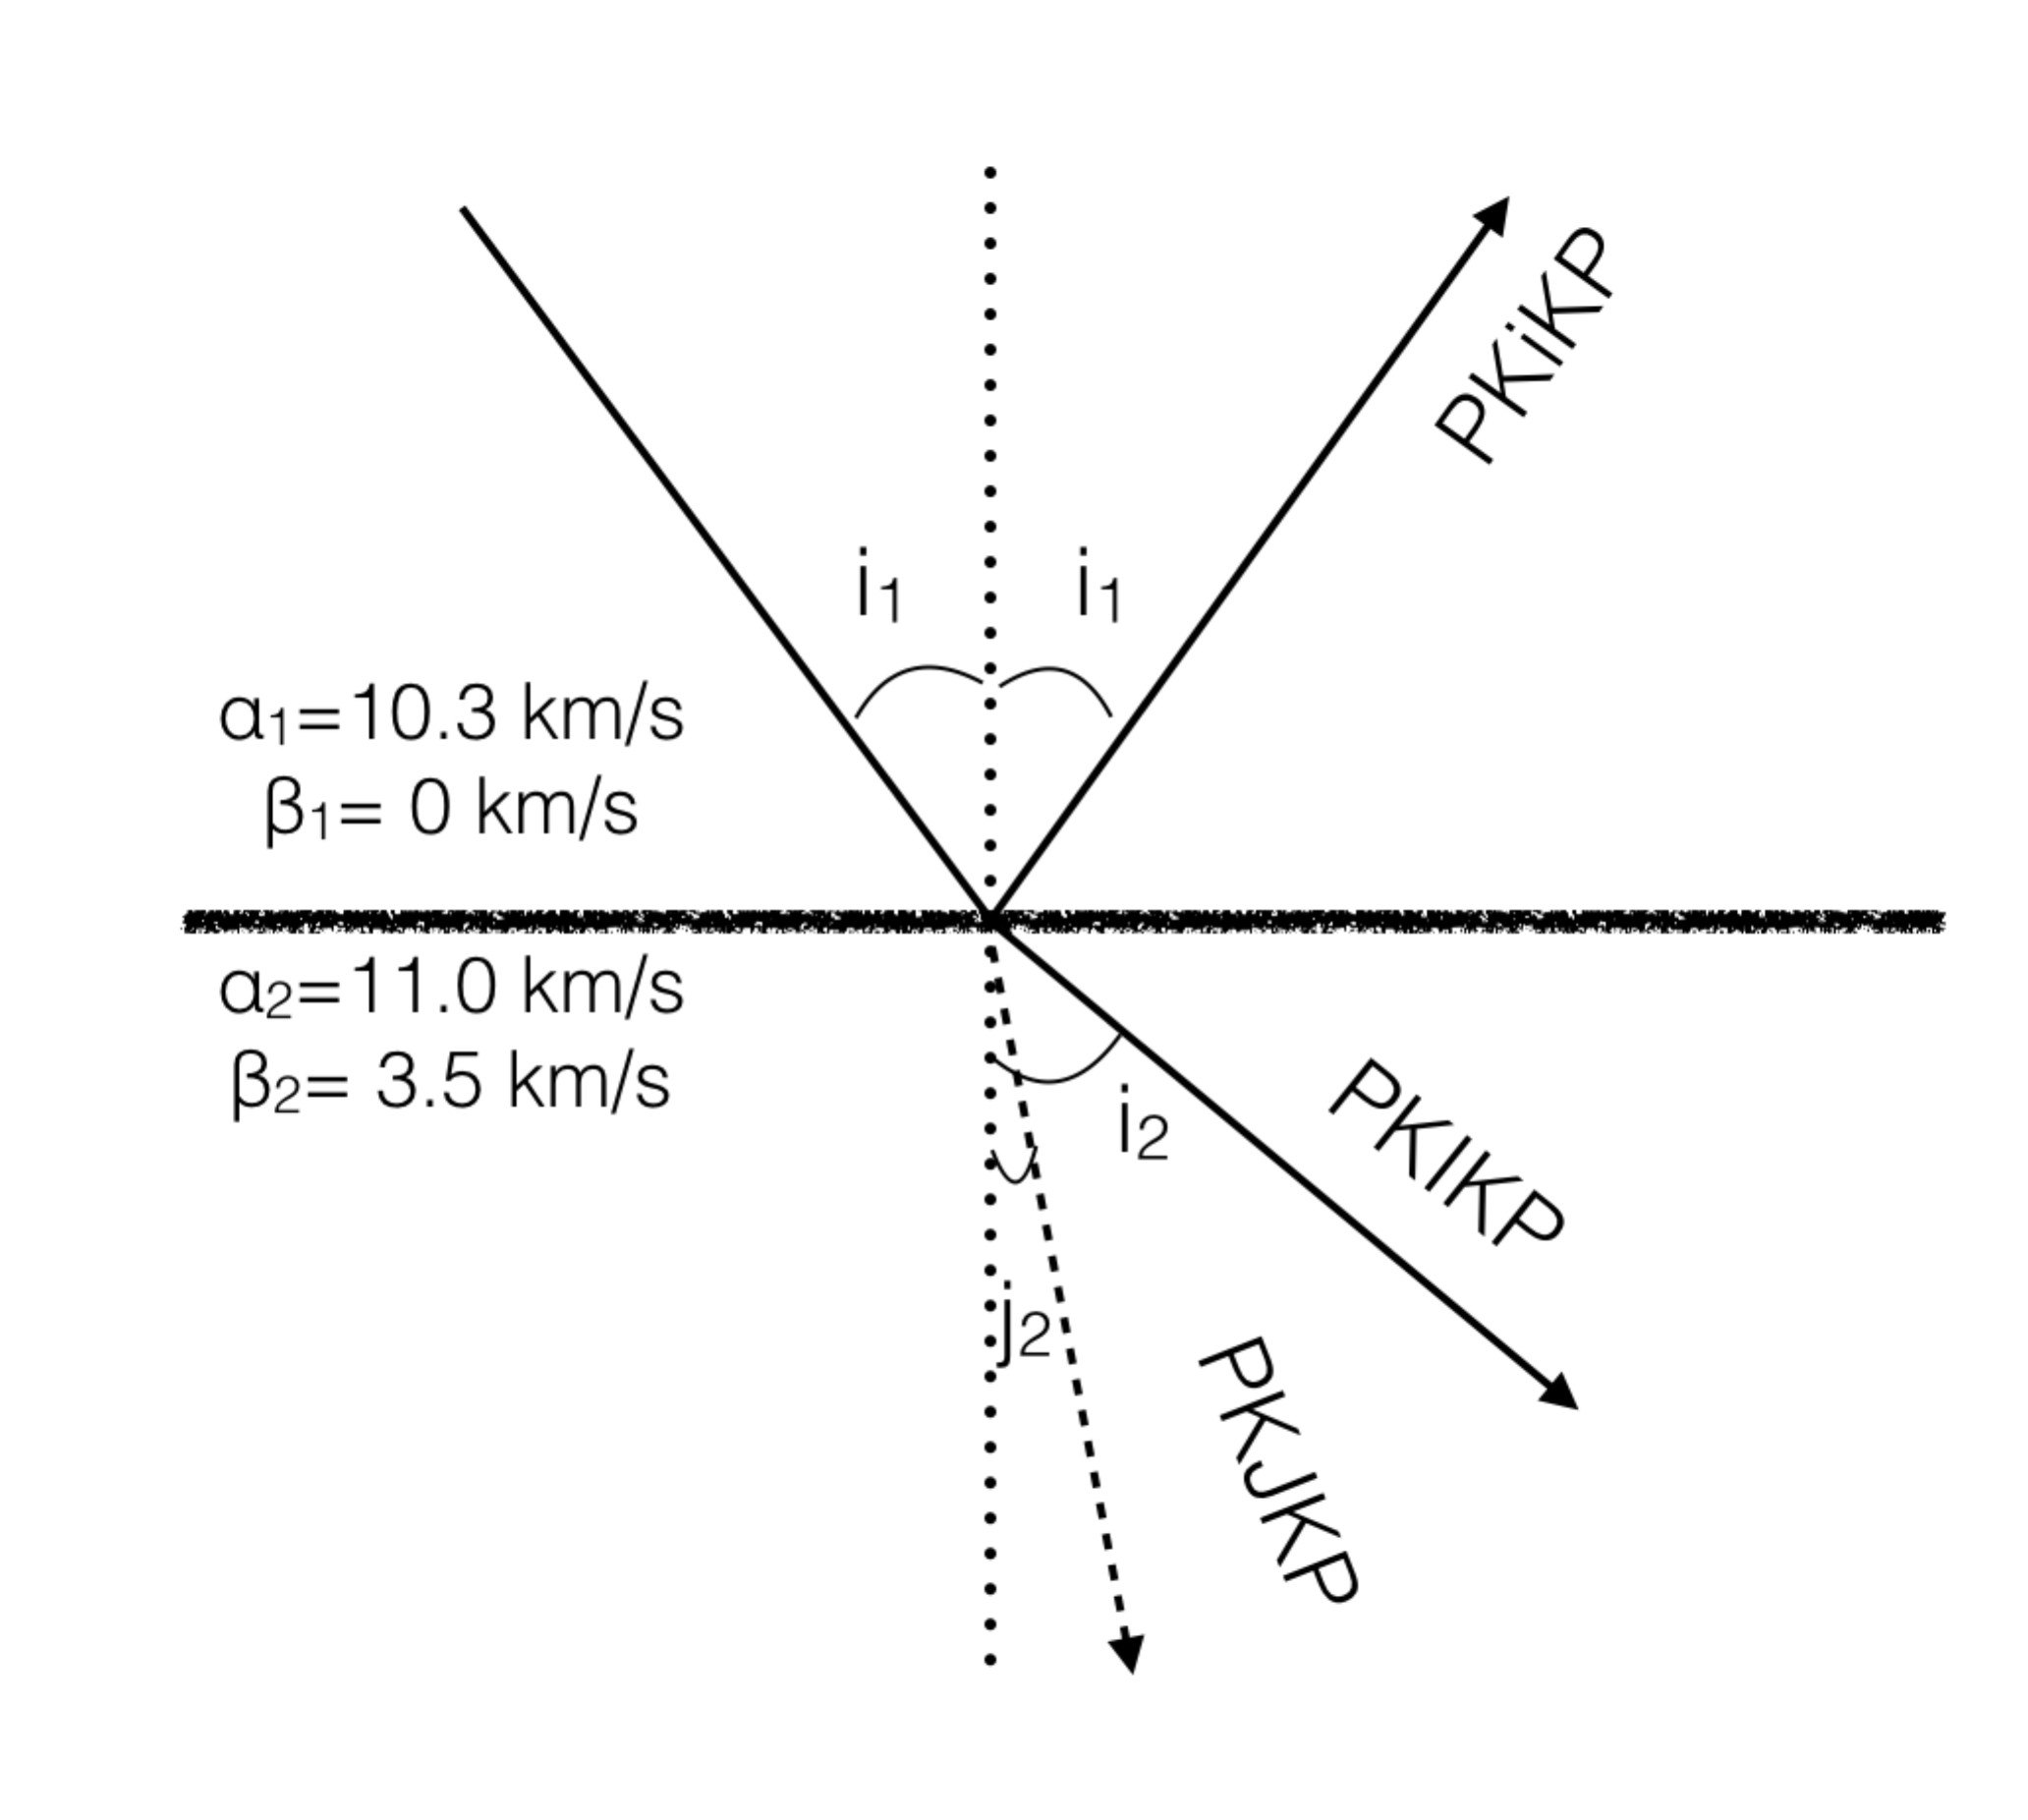 PKiKP
i1
i1
α1=10.3 km/s
β1= 0 km/s
α2=11.0 km/s
β2= 3.5 km/s
i2
PKIKP
j2
PKJKP